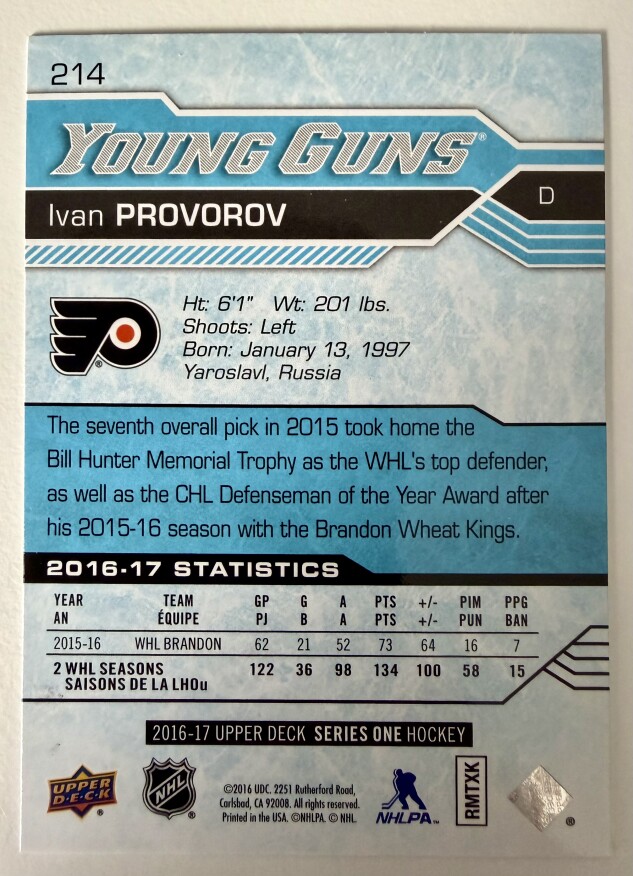 214
YOUNG GUNS®
Ivan PROVOROV
D
Ht: 6'1" Wt: 201 lbs.
Shoots: Left
Born: January 13, 1997
Yaroslavl, Russia
®
The seventh overall pick in 2015 took home the
Bill Hunter Memorial Trophy as the WHL's top defender,
as well as the CHL Defenseman of the Year Award after
his 2015-16 season with the Brandon Wheat Kings.
2016-17 STATISTICS
YEAR TEAM GP G A PTS +/- PIM PPG
AN ÉQUIPE PJ B A PTS +/- PUN BAN
2015-16 WHL BRANDON 62 21 52 73 64 16 7
2 WHL SEASONS 122 36 98 134 100 58 15
SAISONS DE LA LHOu
2016-17 UPPER DECK SERIES ONE HOCKEY
UPPER
D·E·C·K
®
NHL
®
©2016 UDC. 2251 Rutherford Road,
Carlsbad, CA 92008. All rights reserved.
Printed in the USA. ©NHLPA. © NHL.
NHLPA™
RMTXK
®